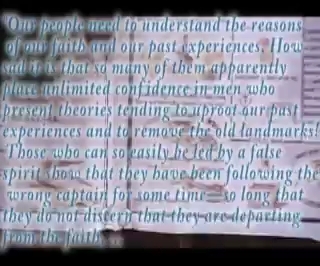 Our people need to understand the reasons
of our faith and our past experiences. How
sad it is that so many of them apparently
place unlimited confidence in men who
present theories tending to uproot our past
experiences and to remove the old landmarks!
Those who can so easily be led by a false
spirit show that they have been following the
wrong captain for some time—so long that
they do not discern that they are departing
from the faith